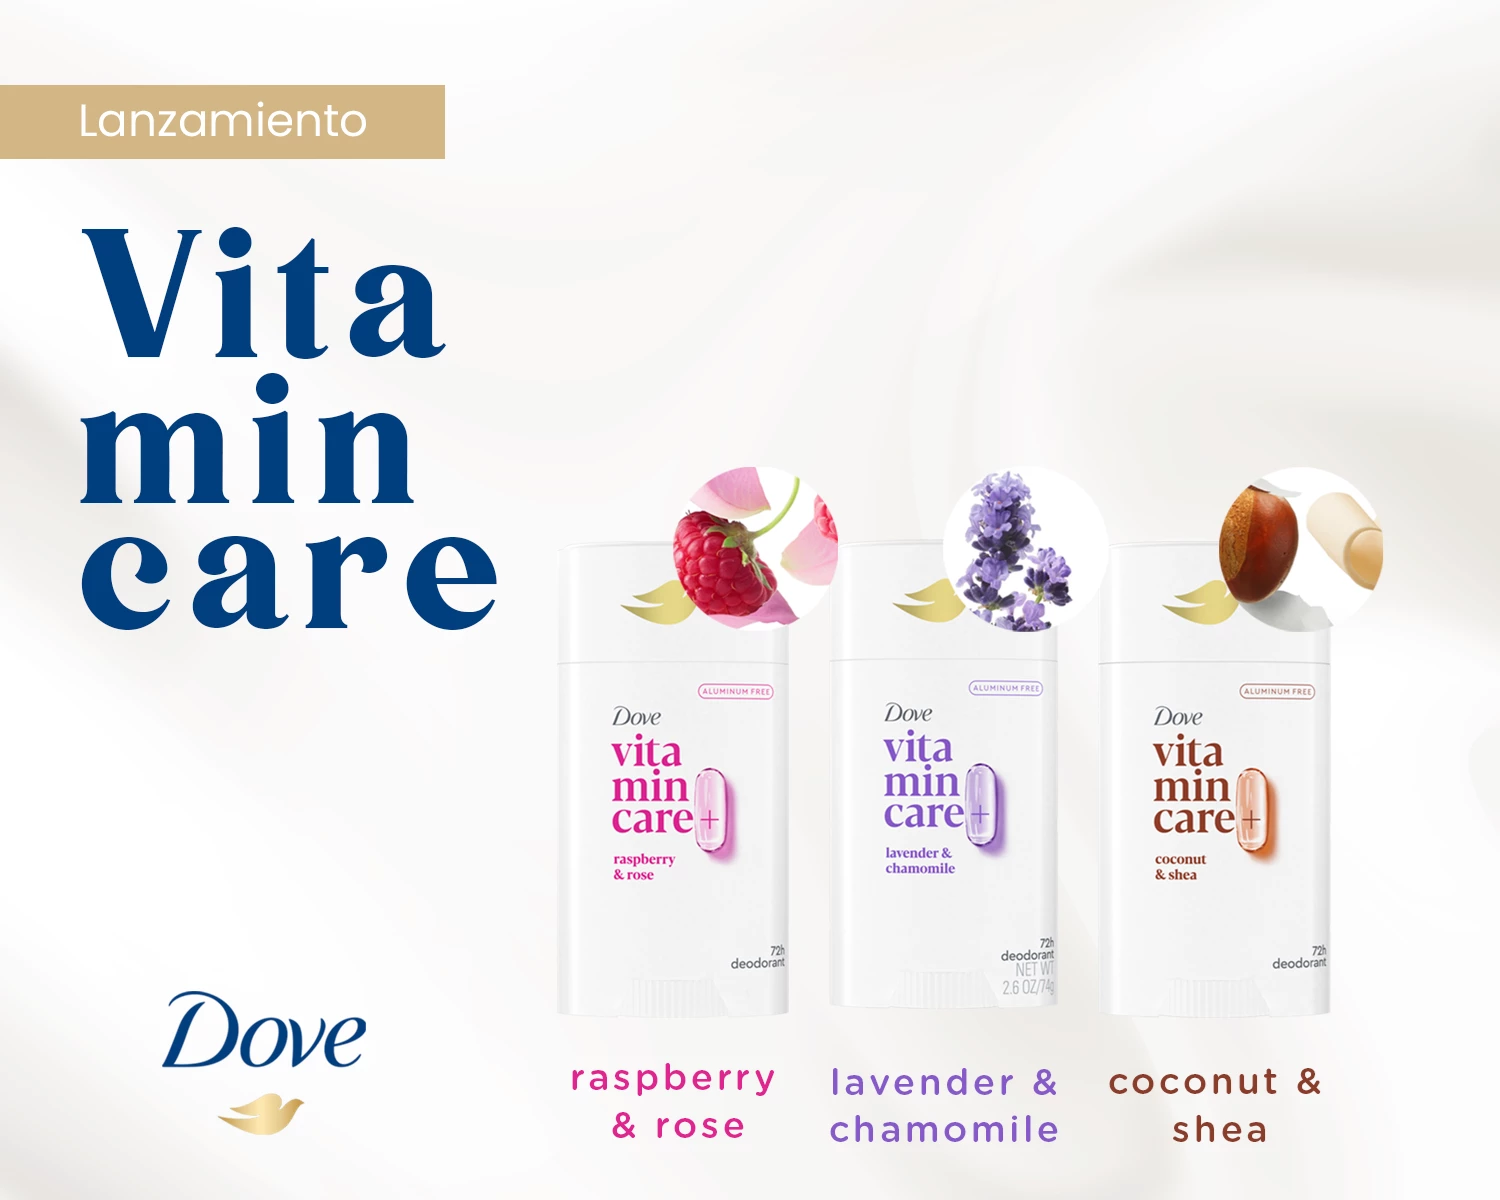 Lanzamiento
Vita
min
care
ALUMINUM FREE
Dove
vita
min
care+
raspberry
& rose
72h
deodorant
ALUMINUM FREE
Dove
vita
min
care+
lavender &
chamomile
72h
deodorant
NET WT
2.6 OZ/74g
ALUMINUM FREE
Dove
vita
min
care+
coconut
& shea
72h
deodorant
Dove
raspberry
& rose
lavender &
chamomile
coconut &
shea